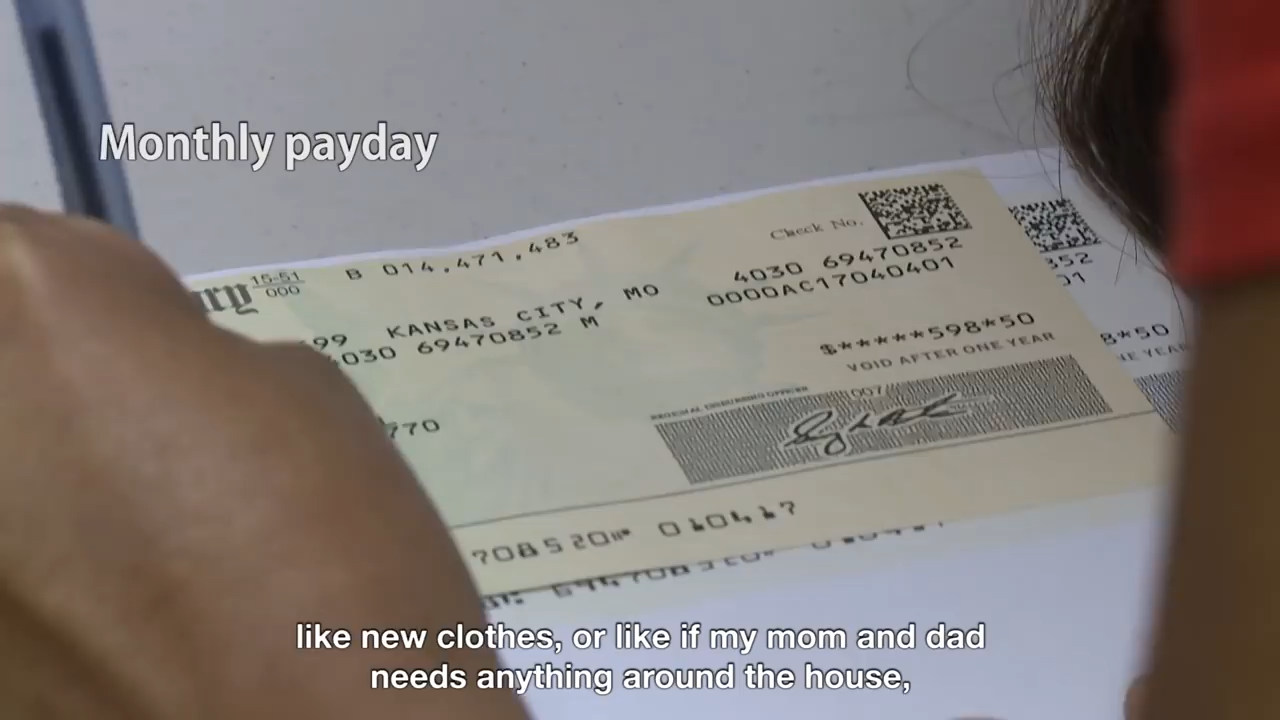 Monthly payday
15-51
000
B 014,471,483
Check No.
KANSAS CITY, MO
4030 69470852
69470852 M
0000AC17040401
$*****598*50
VOID AFTER ONE YEAR
007
770
708520⑈ 010417
like new clothes, or like if my mom and dad
needs anything around the house,